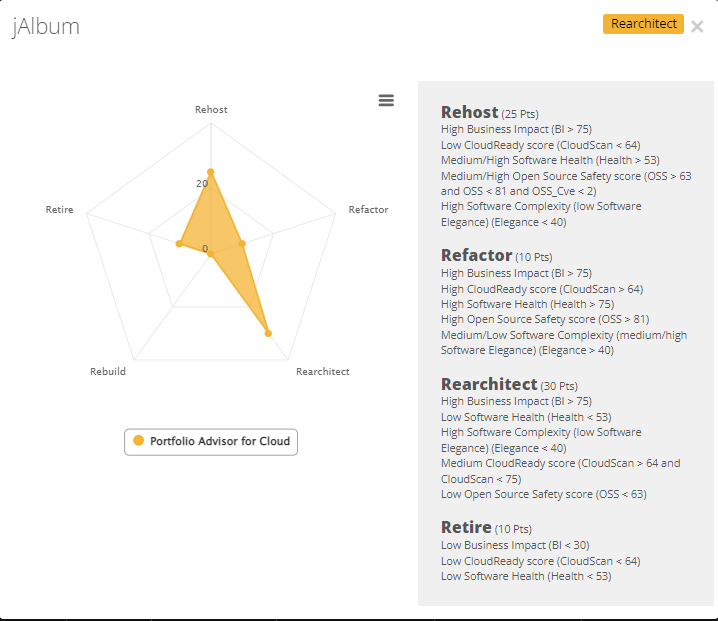 jAlbum
Rearchitect
Rehost
20
0
Retire
Refactor
Rebuild
Rearchitect
Portfolio Advisor for Cloud
Rehost (25 Pts)
High Business Impact (BI > 75)
Low CloudReady score (CloudScan < 64)
Medium/High Software Health (Health > 53)
Medium/High Open Source Safety score (OSS > 63
and OSS < 81 and OSS_Cve < 2)
High Software Complexity (low Software
Elegance) (Elegance < 40)
Refactor (10 Pts)
High Business Impact (BI > 75)
High CloudReady score (CloudScan > 64)
High Software Health (Health > 75)
High Open Source Safety score (OSS > 81)
Medium/Low Software Complexity (medium/high
Software Elegance) (Elegance > 40)
Rearchitect (30 Pts)
High Business Impact (BI > 75)
Low Software Health (Health < 53)
High Software Complexity (low Software
Elegance) (Elegance < 40)
Medium CloudReady score (CloudScan > 64 and
CloudScan < 75)
Low Open Source Safety score (OSS < 63)
Retire (10 Pts)
Low Business Impact (BI < 30)
Low CloudReady score (CloudScan < 64)
Low Software Health (Health < 53)